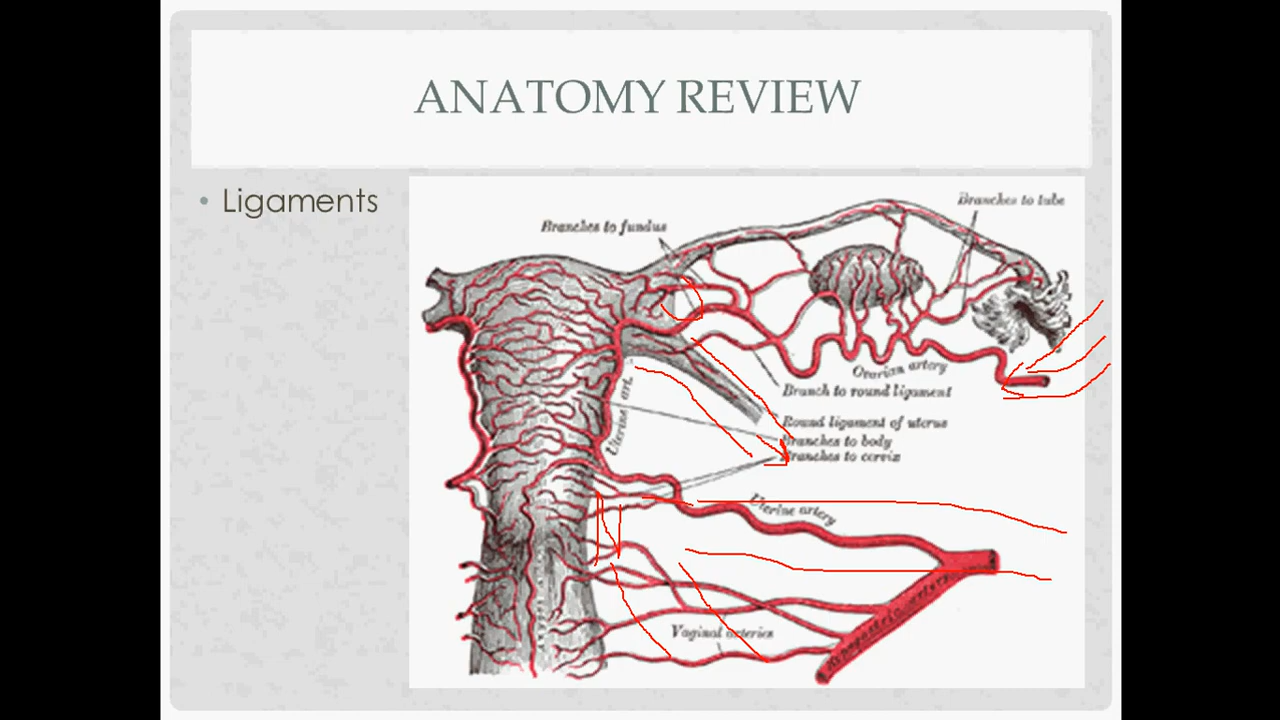 ANATOMY REVIEW
• Ligaments
Branches to tube
Branches to fundus
Ovarian artery
Uterine art.
Branch to round ligament
Round ligament of uterus
Branches to body
Branches to cervix
Uterine artery
Vaginal arteries
Hypogastric artery